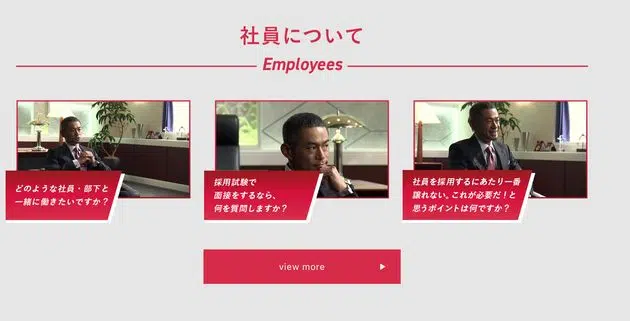 社員について
Employees
どのような社員・部下と
一緒に働きたいですか？
採用試験で
面接をするなら、
何を質問しますか？
社員を採用するにあたり一番
譲れない。これが必要だ！と
思うポイントは何ですか？
view more